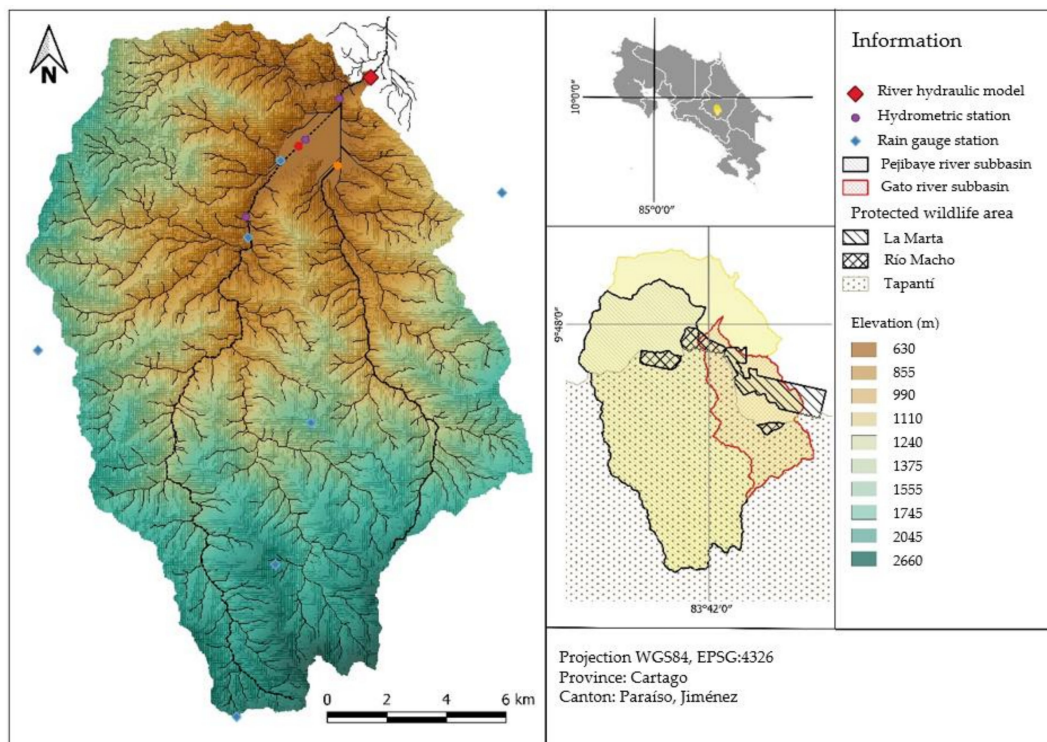 N
0 2 4 6 km
10°0'0"
85°0'0"
9°48'0"
83°42'0"
Information
River hydraulic model
Hydrometric station
Rain gauge station
Pejibaye river subbasin
Gato river subbasin
Protected wildlife area
La Marta
Río Macho
Tapantí
Elevation (m)
630
855
990
1110
1240
1375
1555
1745
2045
2660
Projection WGS84, EPSG:4326
Province: Cartago
Canton: Paraíso, Jiménez